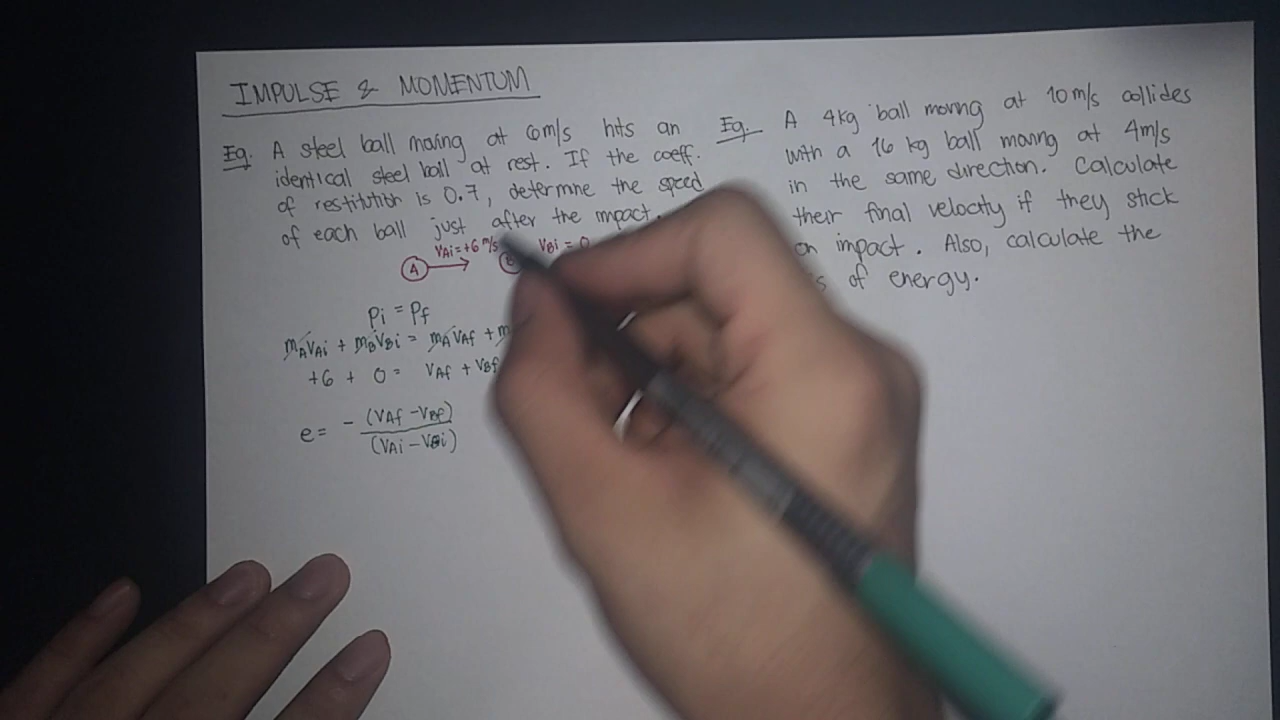 IMPULSE & MOMENTUM
Eg. A steel ball moving at 6m/s hits an
identical steel ball at rest. If the coeff.
of restitution is 0.7, determine the speed
of each ball just after the impact.
VAi=+6 m/s VBi = 0
A
Pi = Pf
mAVAi + mBVBi = mAVAf + m
+6 + 0 = VAf + VBf
e = - (VAf - VBf)
(VAi - VBi)
Eg. A 4kg ball moving at 10m/s collides
with a 16 kg ball moving at 4m/s
in the same direction. Calculate
their final velocity if they stick
on impact. Also, calculate the
of energy.